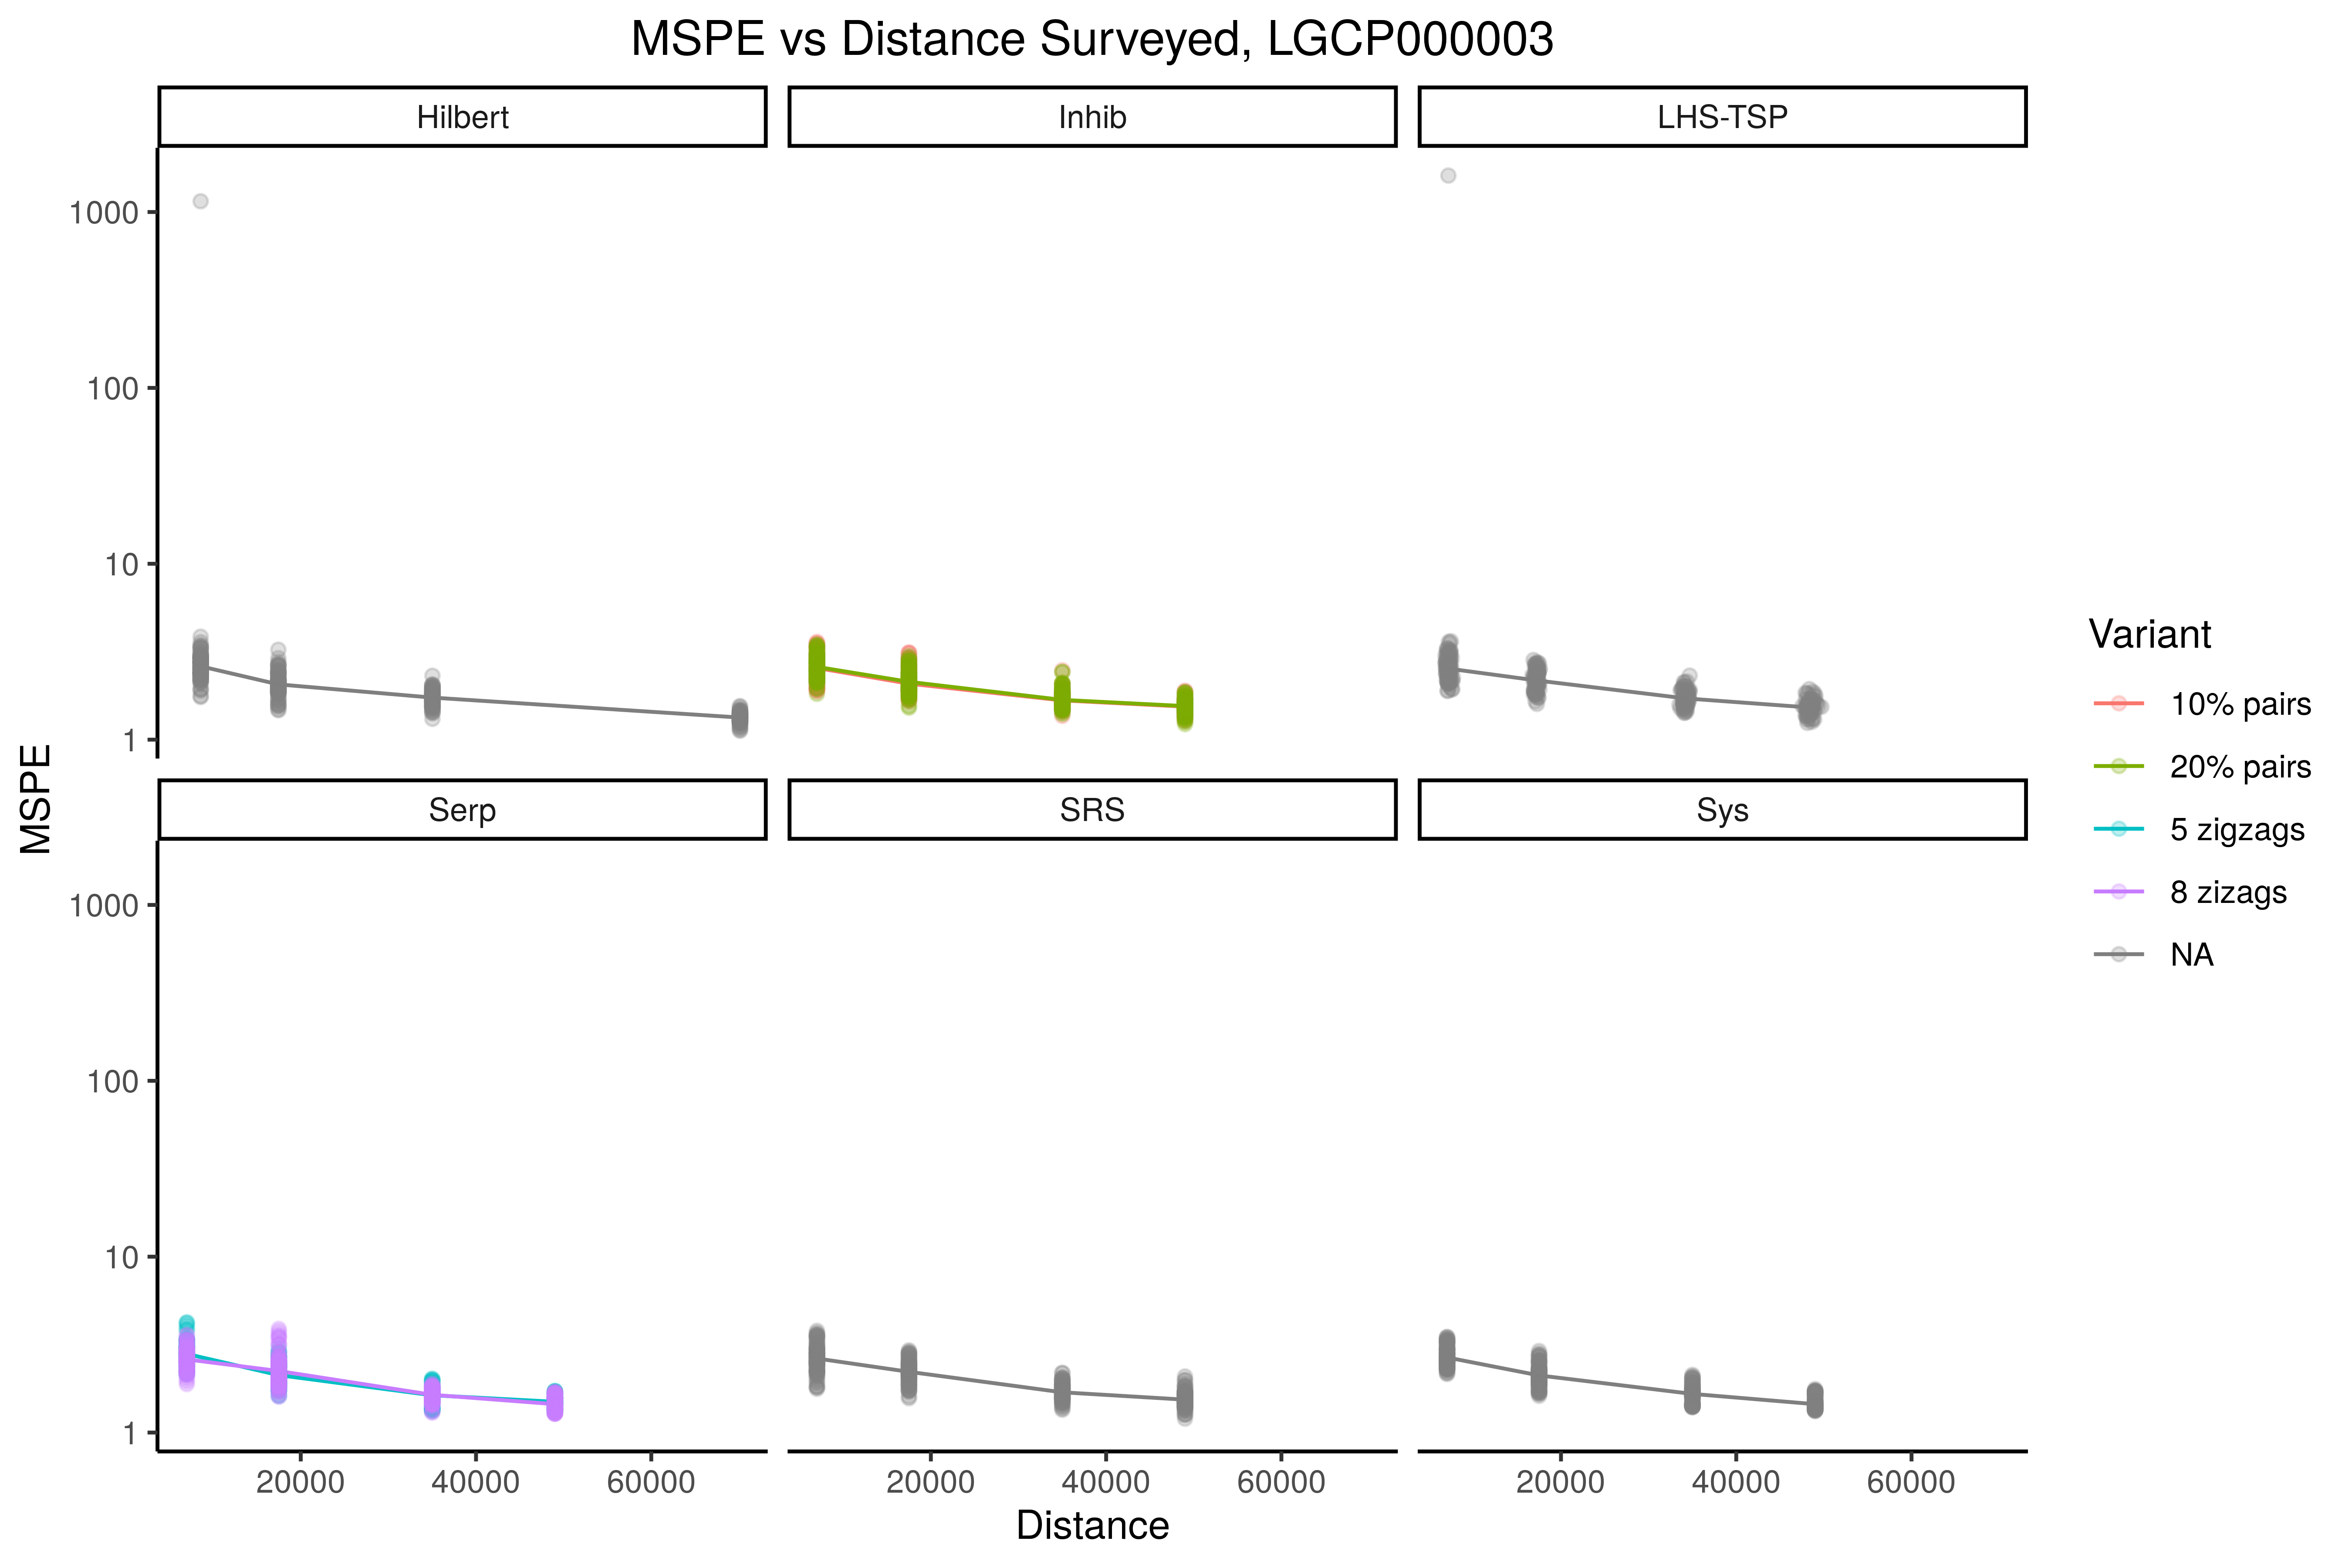 MSPE vs Distance Surveyed, LGCP000003
Hilbert
Inhib
LHS-TSP
1000
100
10
1
MSPE
Serp
SRS
Sys
1000
100
10
1
20000
40000
60000
20000
40000
60000
20000
40000
60000
Distance
Variant
10% pairs
20% pairs
5 zigzags
8 zizags
NA